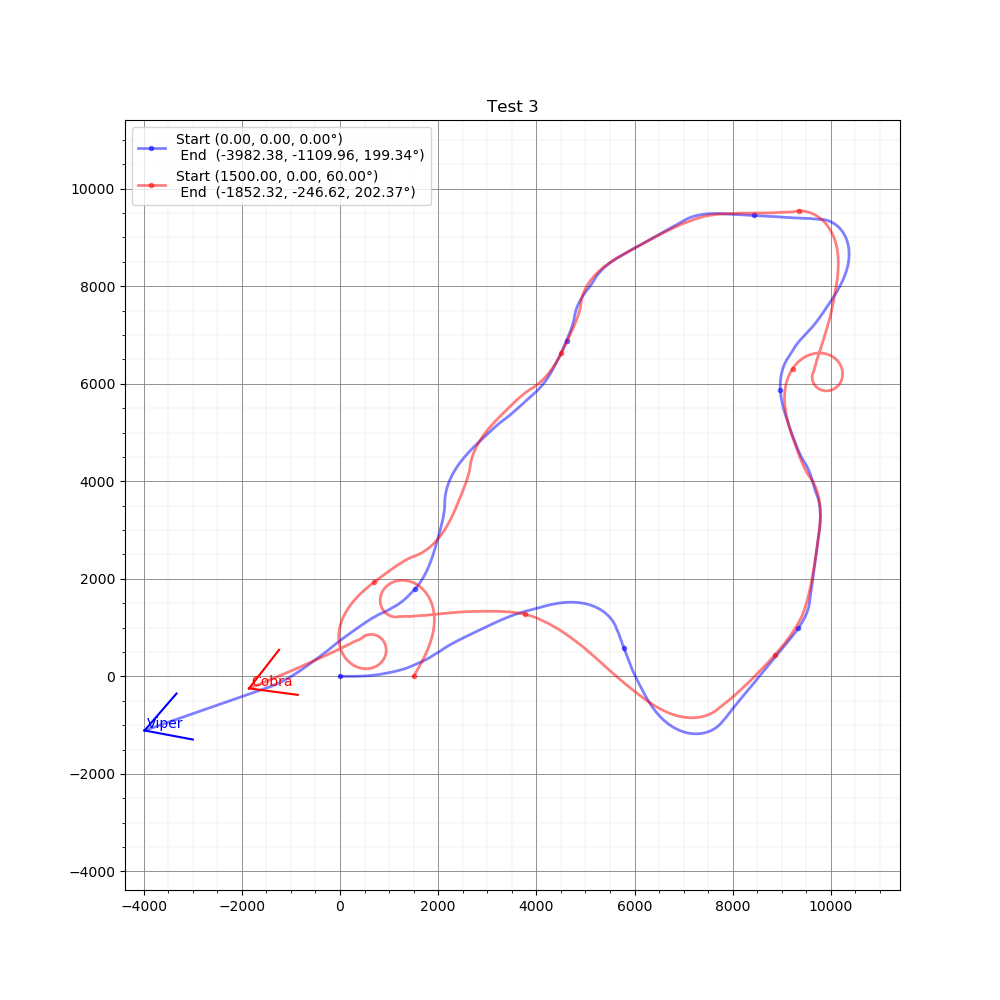 Test 3
Start (0.00, 0.00, 0.00°)
End  (-3982.38, -1109.96, 199.34°)
Start (1500.00, 0.00, 60.00°)
End  (-1852.32, -246.62, 202.37°)
10000
8000
6000
4000
2000
0
−2000
−4000
Cobra
Viper
−4000 −2000 0 2000 4000 6000 8000 10000